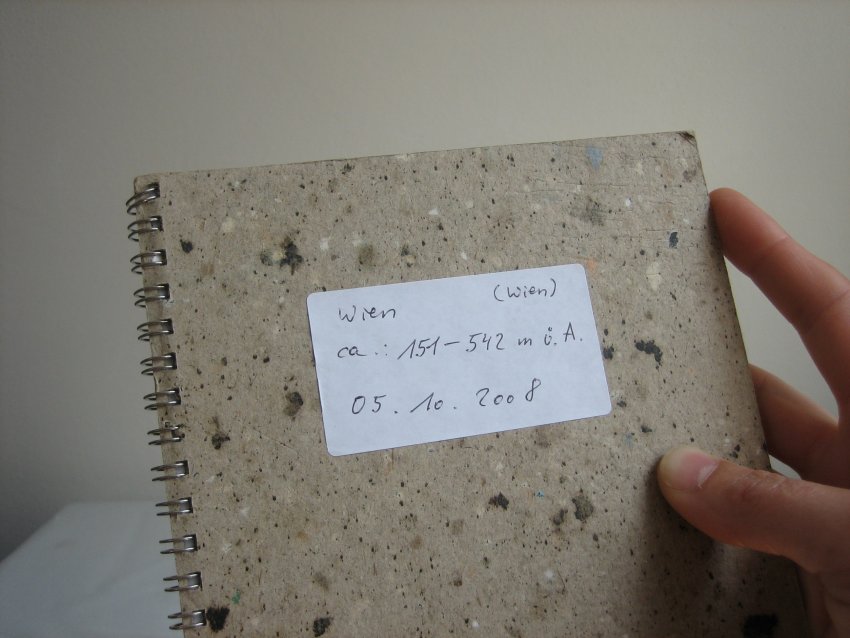 Wien (Wien)
ca.: 151-542 m ü. A.
05. 10. 2008